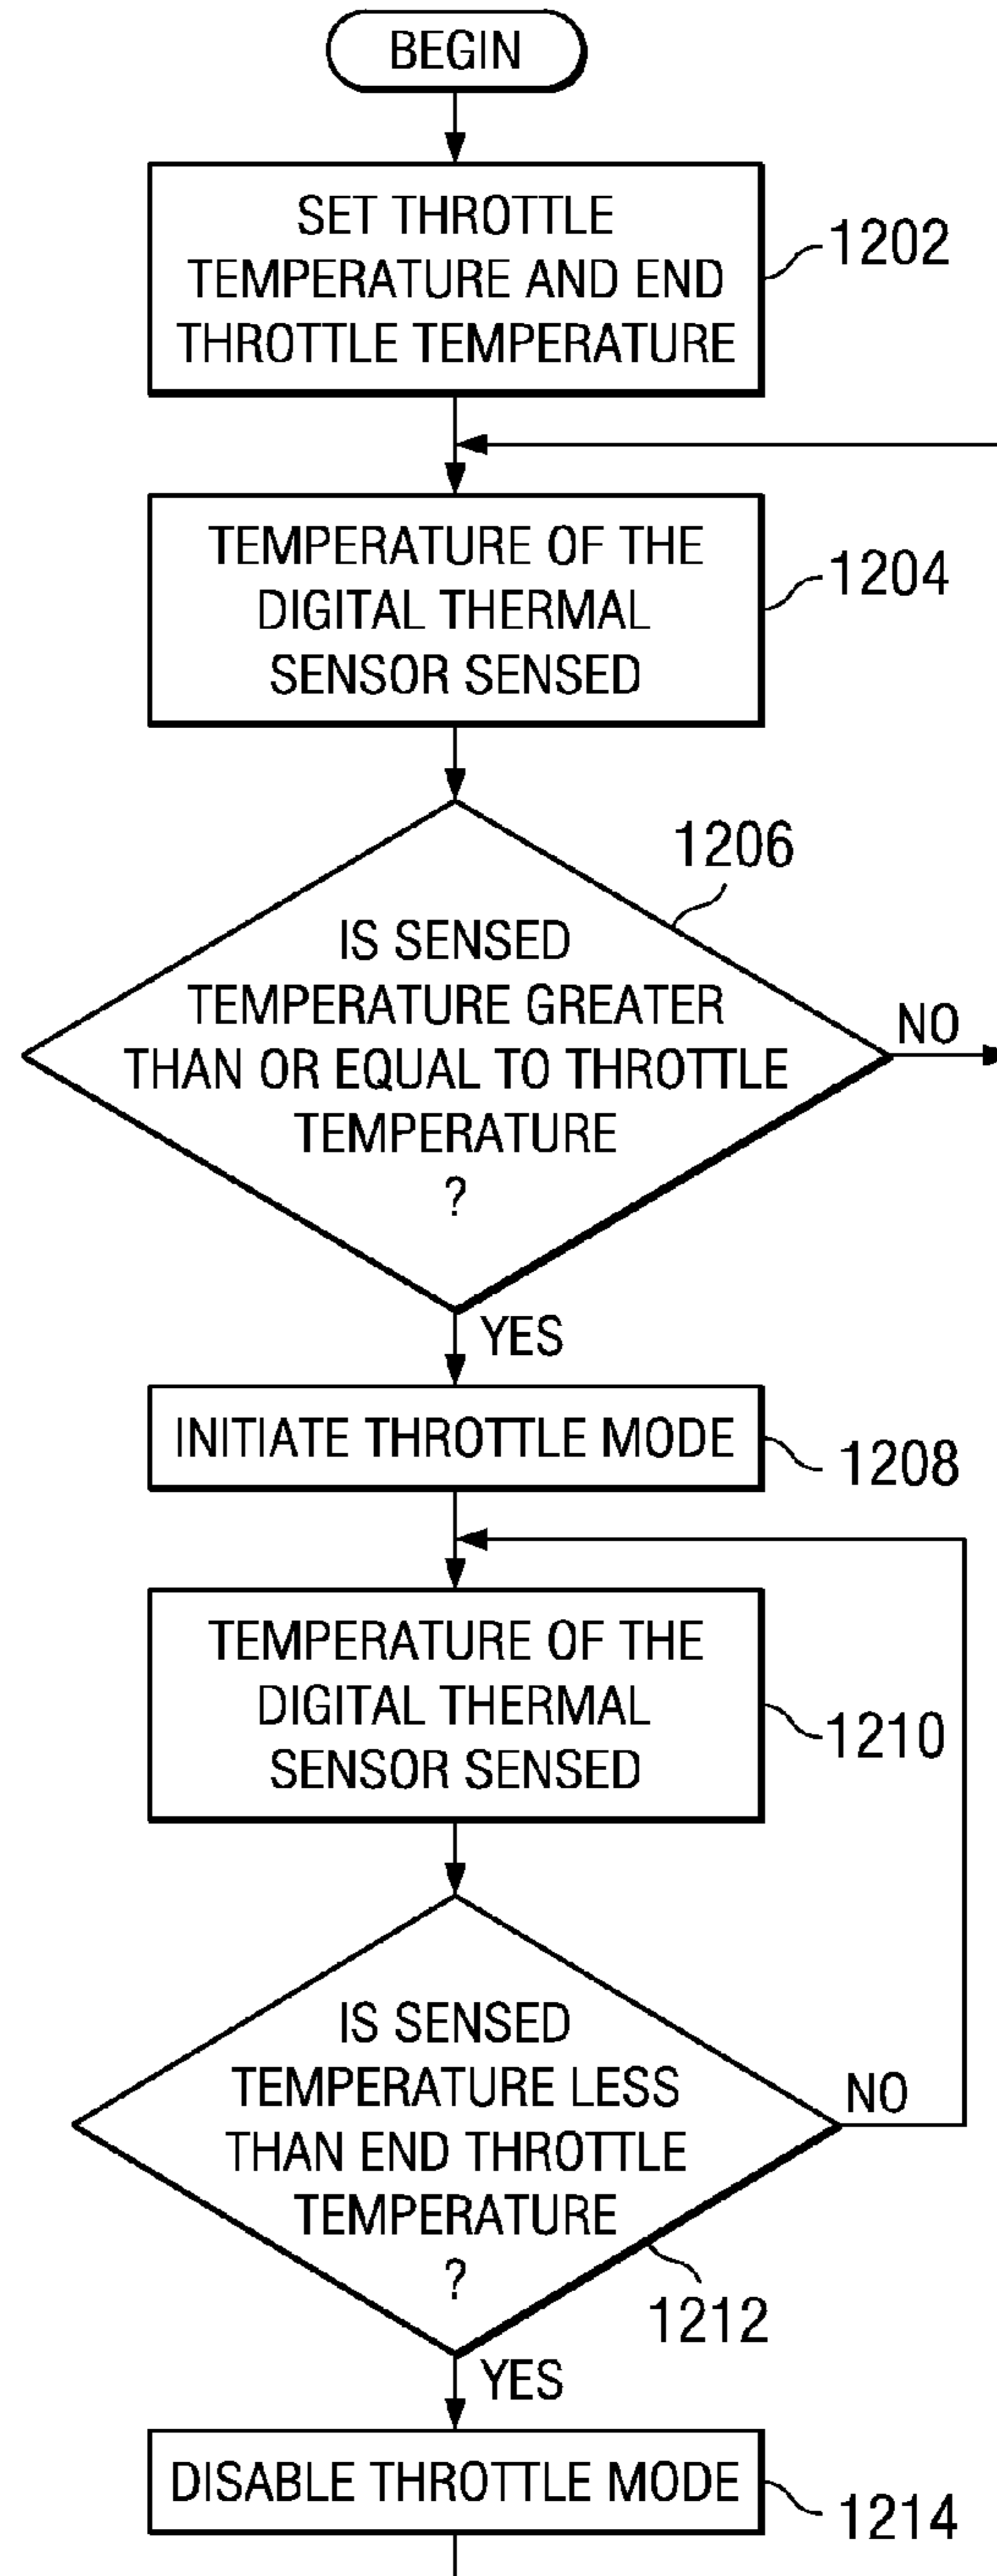 BEGIN
SET THROTTLE
TEMPERATURE AND END
THROTTLE TEMPERATURE
1202
TEMPERATURE OF THE
DIGITAL THERMAL
SENSOR SENSED
1204
1206
IS SENSED
TEMPERATURE GREATER
THAN OR EQUAL TO THROTTLE
TEMPERATURE
?
NO
YES
INITIATE THROTTLE MODE
1208
TEMPERATURE OF THE
DIGITAL THERMAL
SENSOR SENSED
1210
IS SENSED
TEMPERATURE LESS
THAN END THROTTLE
TEMPERATURE
?
NO
1212
YES
DISABLE THROTTLE MODE
1214